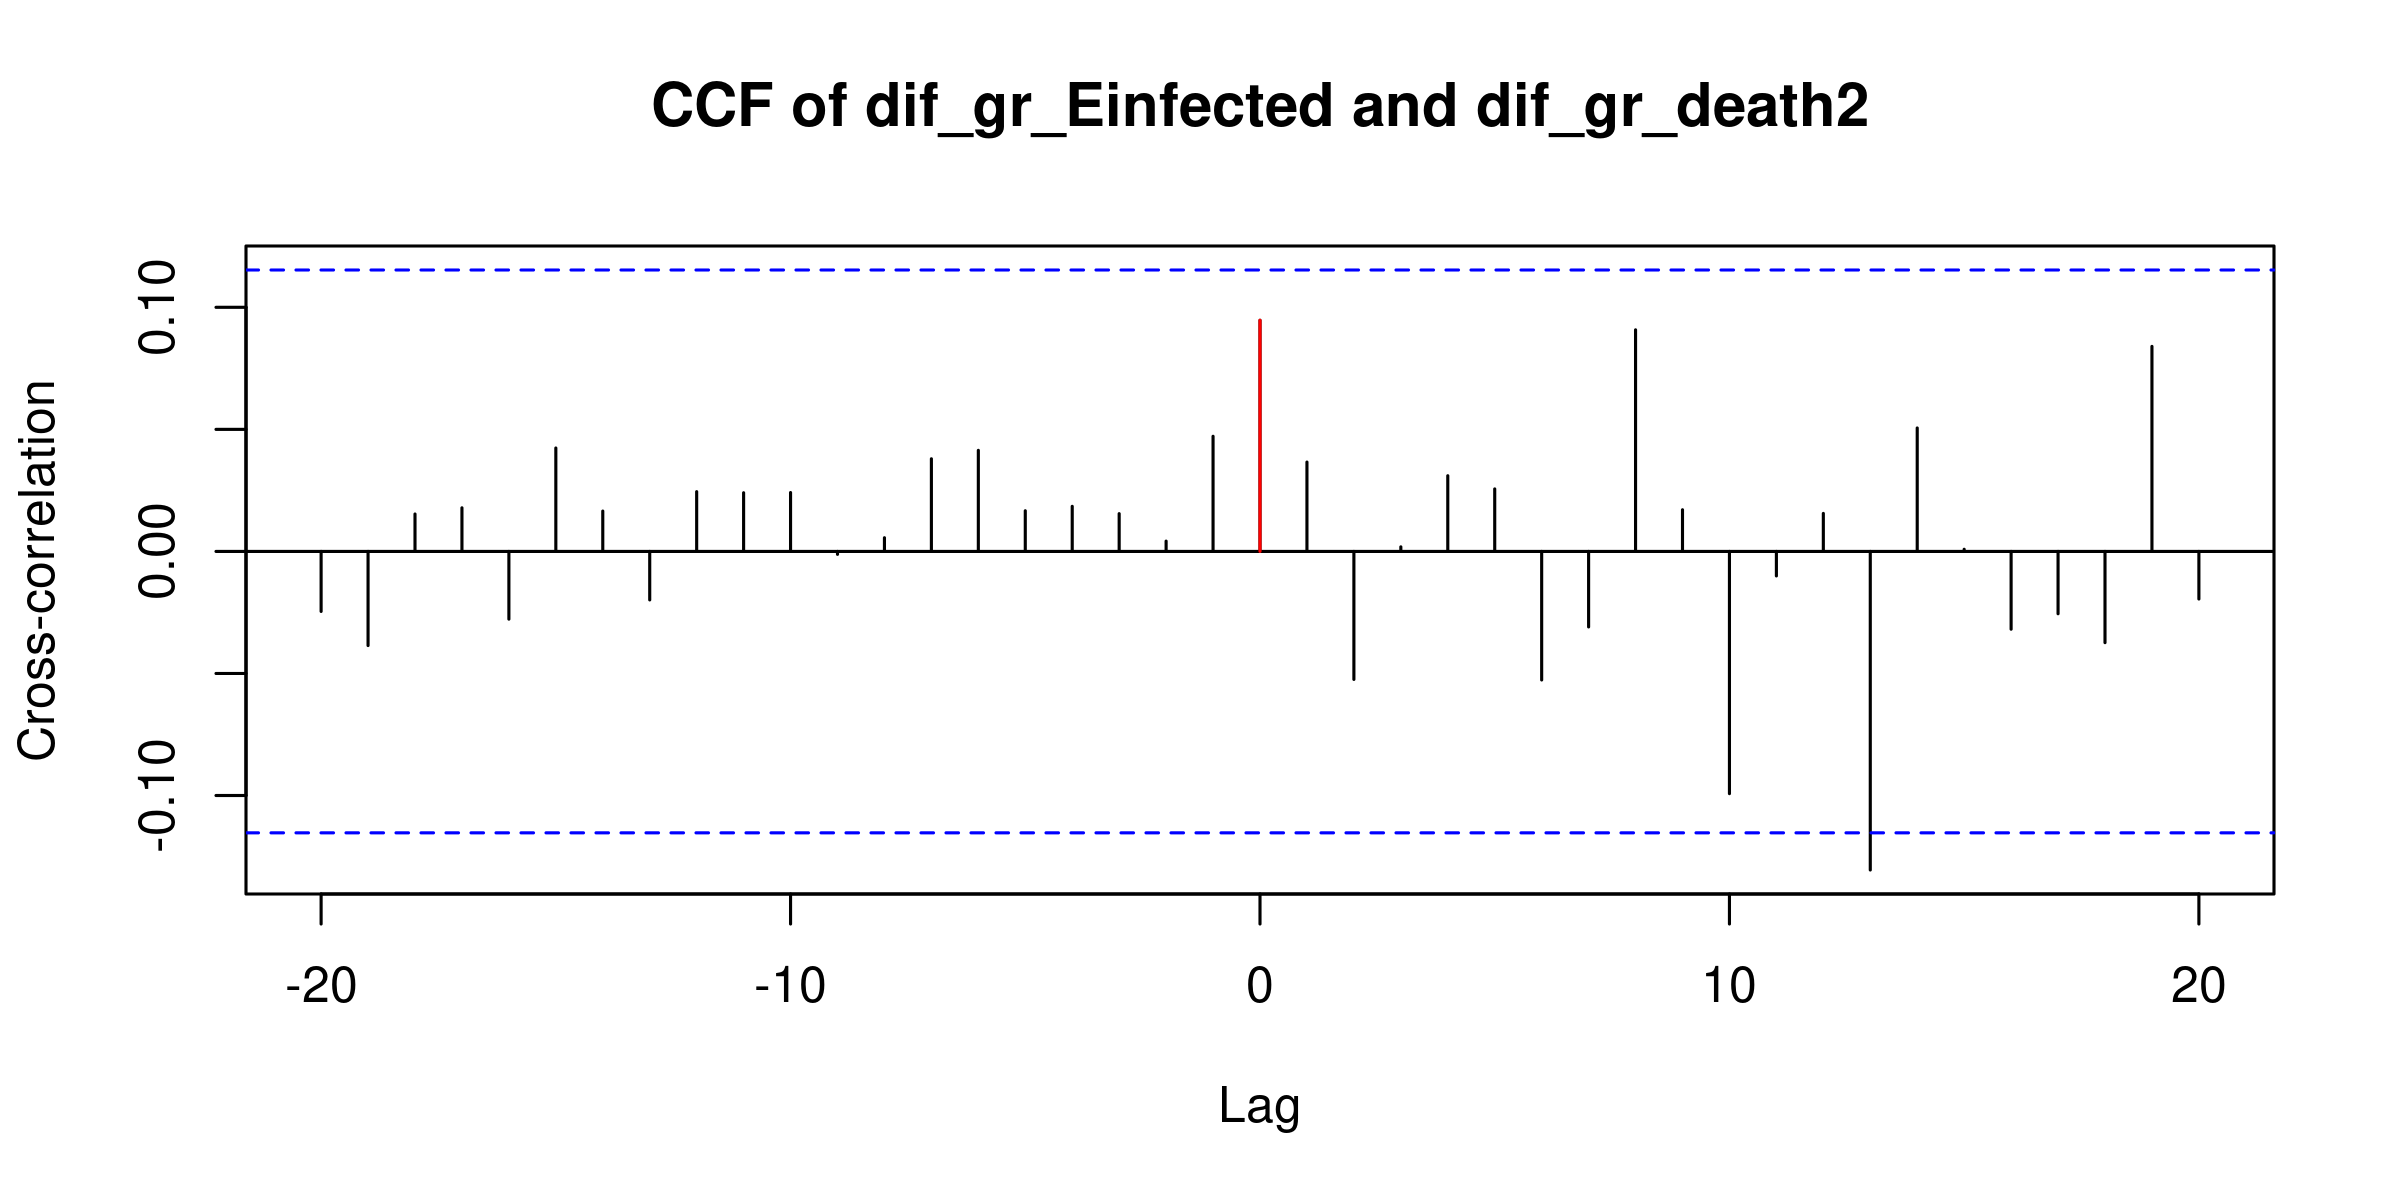 CCF of dif_gr_Einfected and dif_gr_death2
Cross-correlation
0.10
0.00
-0.10
-20 -10 0 10 20
Lag